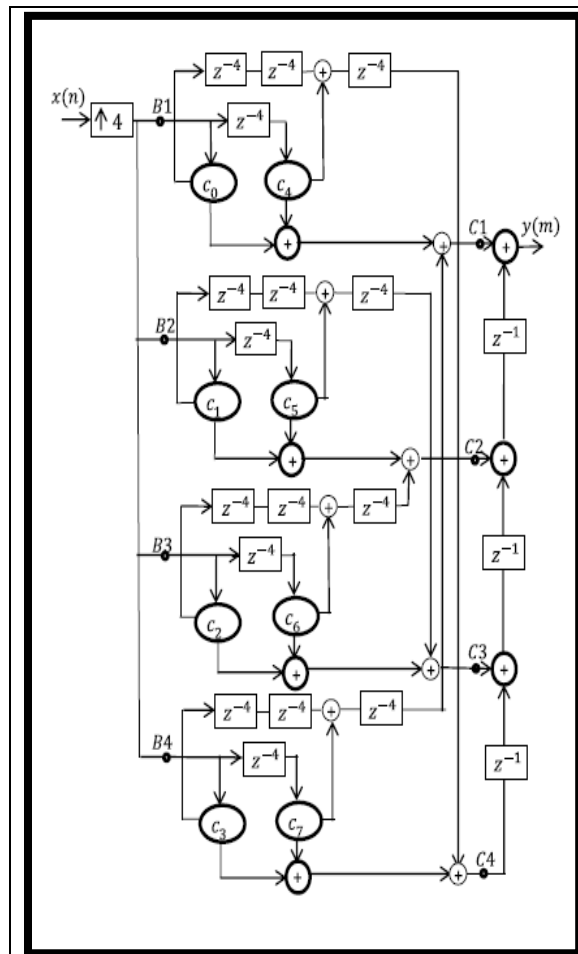 z⁻⁴ z⁻⁴ + z⁻⁴
x(n) ↑ 4 B1 z⁻⁴
c₀ c₄
+ + C1 + y(m)
z⁻⁴ z⁻⁴ + z⁻⁴
B2 z⁻⁴ z⁻¹
c₁ c₅
+ + C2 +
z⁻⁴ z⁻⁴ + z⁻⁴
B3 z⁻⁴ z⁻¹
c₂ c₆
+ + C3 +
z⁻⁴ z⁻⁴ + z⁻⁴
B4 z⁻⁴ z⁻¹
c₃ c₇
+ + C4